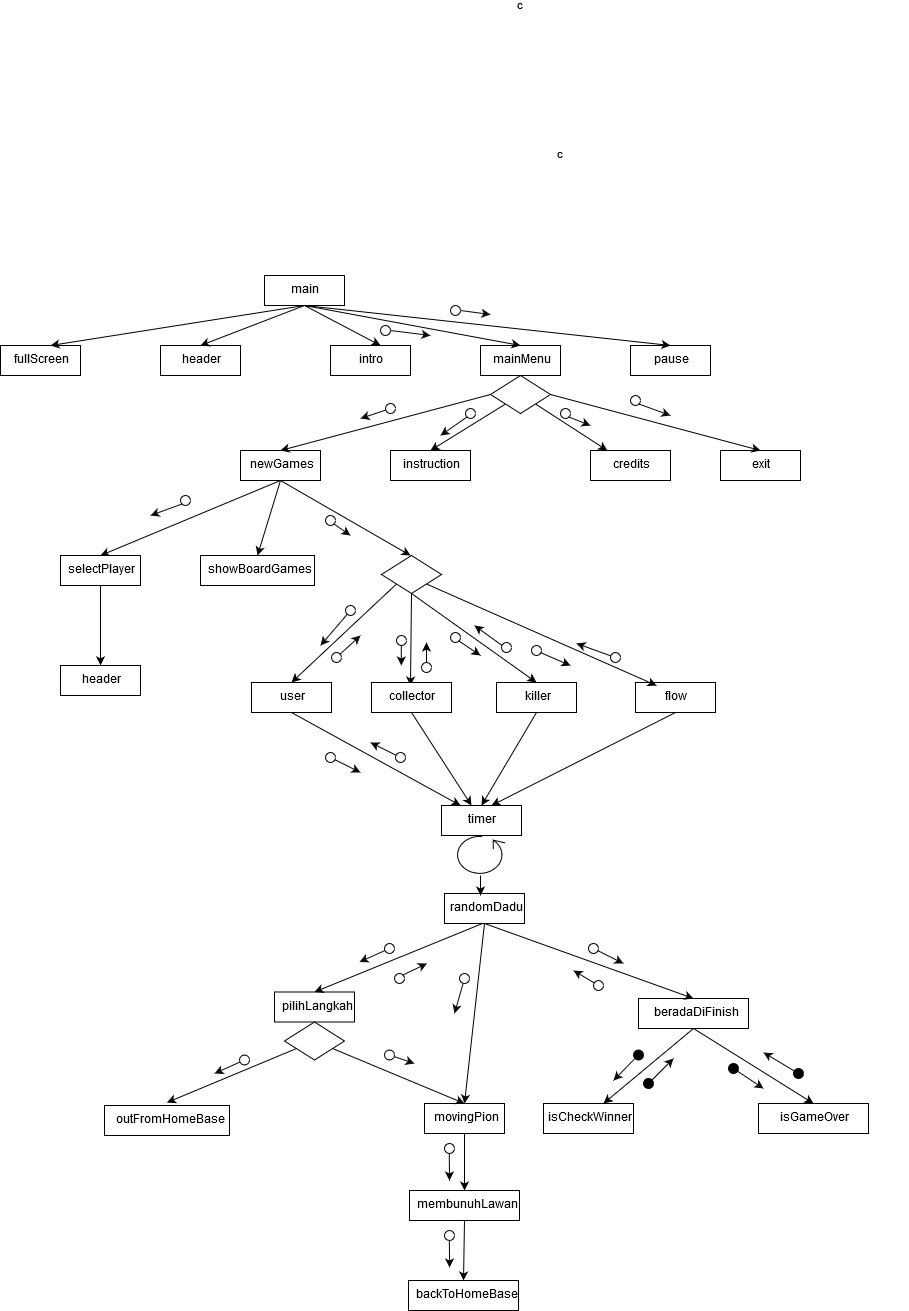 c
c
main
fullScreen
header
intro
mainMenu
pause
newGames
instruction
credits
exit
selectPlayer
showBoardGames
header
user
collector
killer
flow
timer
randomDadu
pilihLangkah
beradaDiFinish
outFromHomeBase
movingPion
isCheckWinner
isGameOver
membunuhLawan
backToHomeBase